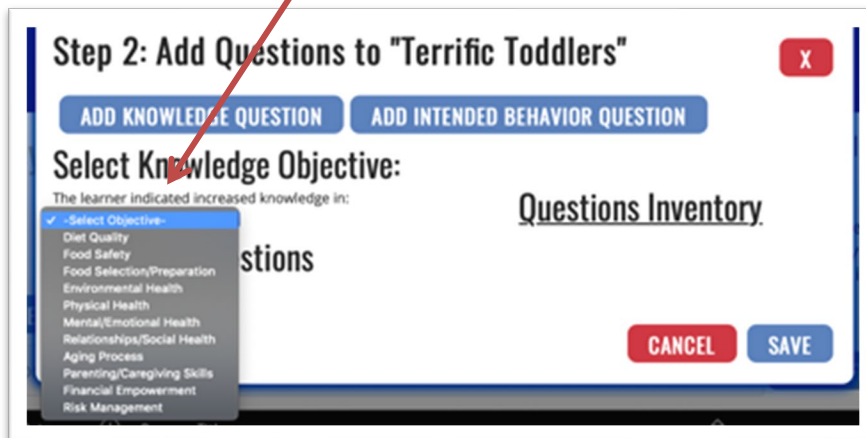 Step 2: Add Questions to "Terrific Toddlers"
X
ADD KNOWLEDGE QUESTION
ADD INTENDED BEHAVIOR QUESTION
Select Knowledge Objective:
The learner indicated increased knowledge in:
✓ -Select Objective-
Diet Quality
Food Safety
Food Selection/Preparation
Environmental Health
Physical Health
Mental/Emotional Health
Relationships/Social Health
Aging Process
Parenting/Caregiving Skills
Financial Empowerment
Risk Management
stions
Questions Inventory
CANCEL
SAVE